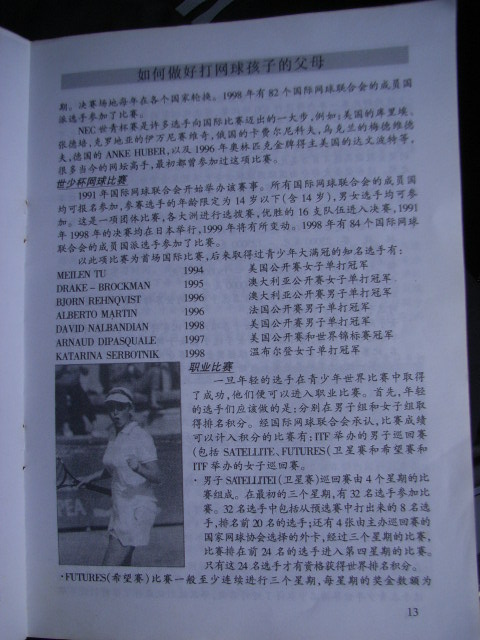 如何做好打网球孩子的父母
期。决赛场地每年在各个国家轮换。1998年有82个国际网球联合会的成员国
派选手参加了比赛。
NEC世青杯赛是许多选手向国际比赛迈出的一大步,例如:美国的库里埃、
张德培,克罗地亚的伊万尼赛维奇,俄国的卡费尔尼科夫,乌克兰的梅德维德
夫,德国的ANKE HUBER,以及1996年奥林匹克金牌得主美国的达文波特等,
很多当今的网坛高手,最初都曾参加过这项比赛。
世少杯网球比赛
1991年国际网球联合会开始举办该赛事。所有国际网球联合会的成员国
均可报名参加,参赛选手的年龄限定为14岁以下(含14岁),男女选手均可参
加。这是一项团体比赛,各大洲进行选拔赛,优胜的16支队伍进入决赛,1991
年1998年的决赛均在日本举行,1999年将有所变动。1998年有84个国际网球
联合会的成员国派选手参加了比赛。
以此项比赛为首场国际比赛,后来取得过青少年大满冠的知名选手有:
MEILEN TU 1994 美国公开赛女子单打冠军
DRAKE－BROCKMAN 1995 澳大利亚公开赛女子单打冠军
BJORN REHNQVIST 1996 澳大利亚公开赛男子单打冠军
ALBERTO MARTIN 1996 法国公开赛男子单打冠军
DAVID NALBANDIAN 1998 美国公开赛男子单打冠军
ARNAUD DIPASQUALE 1997 美国公开赛和世界锦标赛冠军
KATARINA SERBOTNIK 1998 温布尔登女子单打冠军
职业比赛
一旦年轻的选手在青少年世界比赛中取得
了成功,他们便可以进入职业比赛。首先,年轻
的选手们应该做的是:分别在男子组和女子组取
得排名积分。经国际网球联合会承认,比赛成绩
可以计入积分的比赛有:ITF举办的男子巡回赛
(包括SATELLITE、FUTURES(卫星赛和希望赛和
ITF举办的女子巡回赛。
·男子SATELLITEI(卫星赛)巡回赛由4个星期的比
赛组成。在最初的三个星期,有32名选手参加比
赛。32名选手中包括从预选赛中打出来的8名选
手,排名前20名的选手;还有4张由主办巡回赛的
国家网球协会选择的外卡,经过三个星期的比赛,
比赛排在前24名的选手进入第四星期的比赛。
只有这24名选手才有资格获得世界排名积分。
·FUTURES(希望赛)比赛一般至少连续进行三个星期,每星期的奖金数额为
13